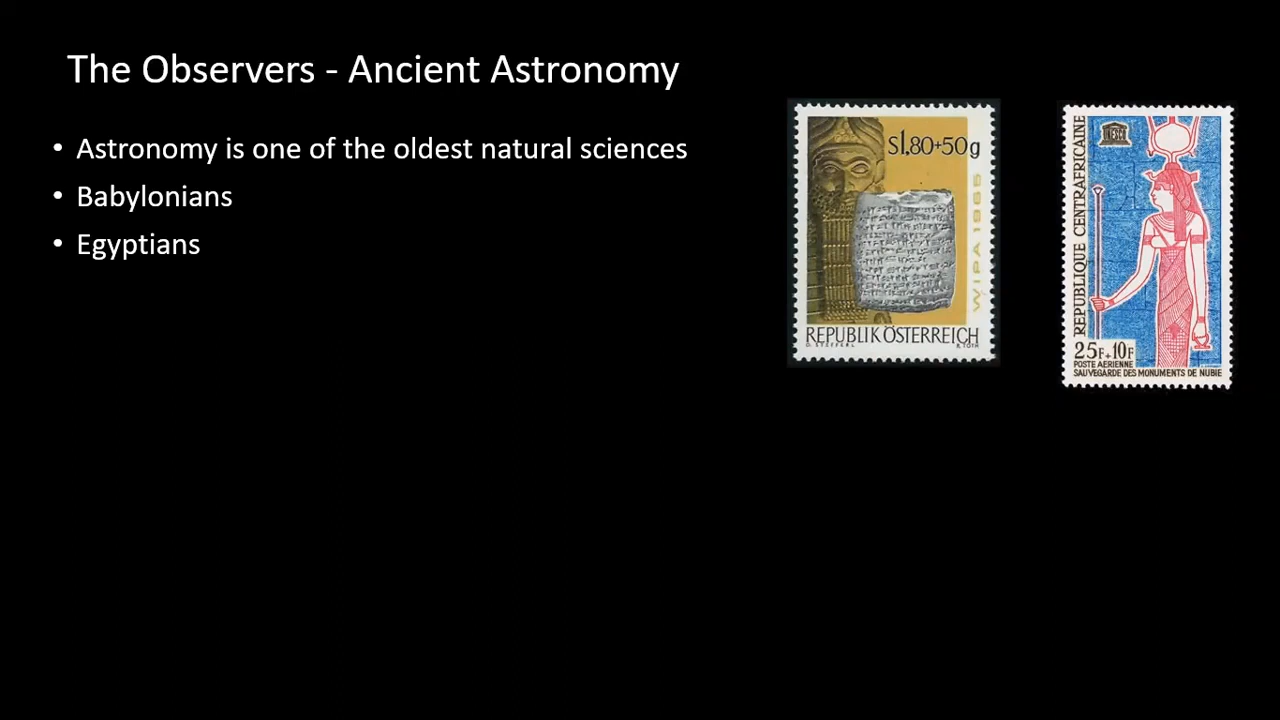 The Observers - Ancient Astronomy
• Astronomy is one of the oldest natural sciences
• Babylonians
• Egyptians
S1,80+50g
WIPA 1965
REPUBLIK ÖSTERREICH
UNESCO
REPUBLIQUE CENTRAFRICAINE
25F+10F
POSTE AERIENNE
SAUVEGARDE DES MONUMENTS DE NUBIE